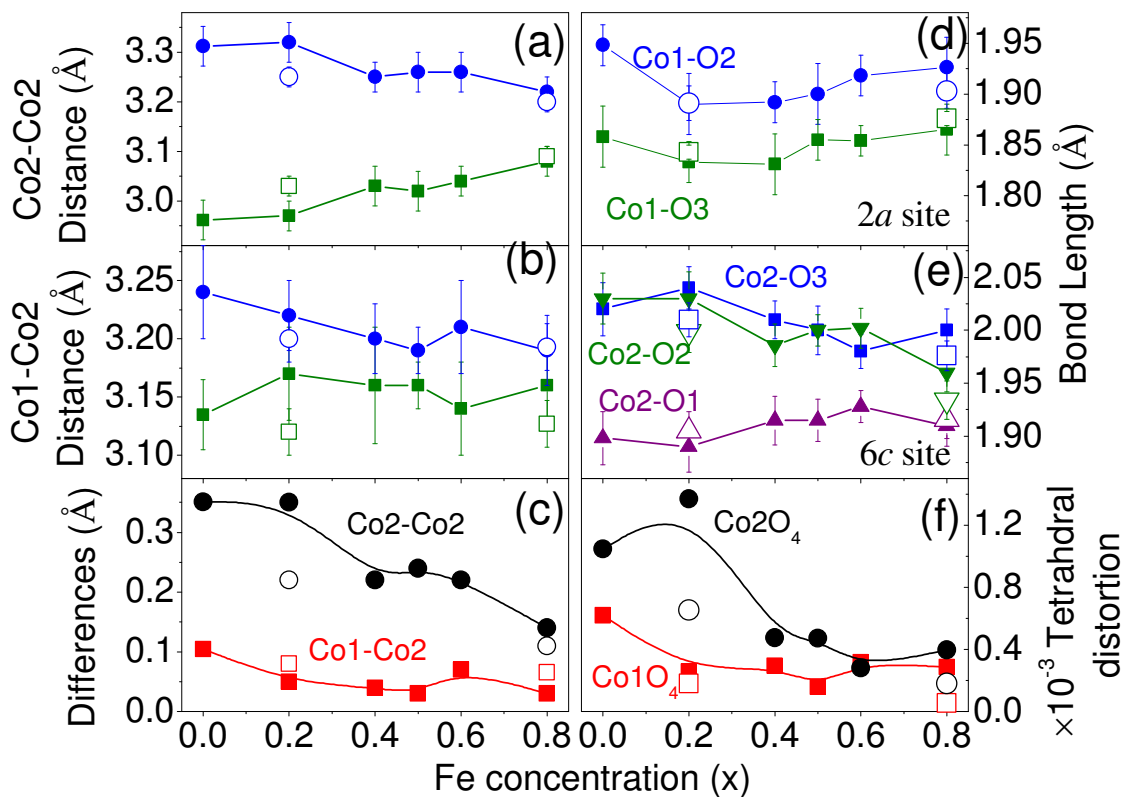 Co2-Co2
Distance (Å)
3.3
3.2
3.1
3.0
(a)
Co1-Co2
Distance (Å)
3.25
3.20
3.15
3.10
(b)
Differences (Å)
0.3
0.2
0.1
0.0
(c)
Co2-Co2
Co1-Co2
0.0 0.2 0.4 0.6 0.8
(d)
Co1-O2
Co1-O3
2a site
1.95
1.90
1.85
1.80
Bond Length (Å)
(e)
Co2-O3
Co2-O2
Co2-O1
6c site
2.05
2.00
1.95
1.90
(f)
Co2O₄
Co1O₄
1.2
0.8
0.4
0.0
×10⁻³ Tetrahdral
distortion
0.0 0.2 0.4 0.6 0.8
Fe concentration (x)